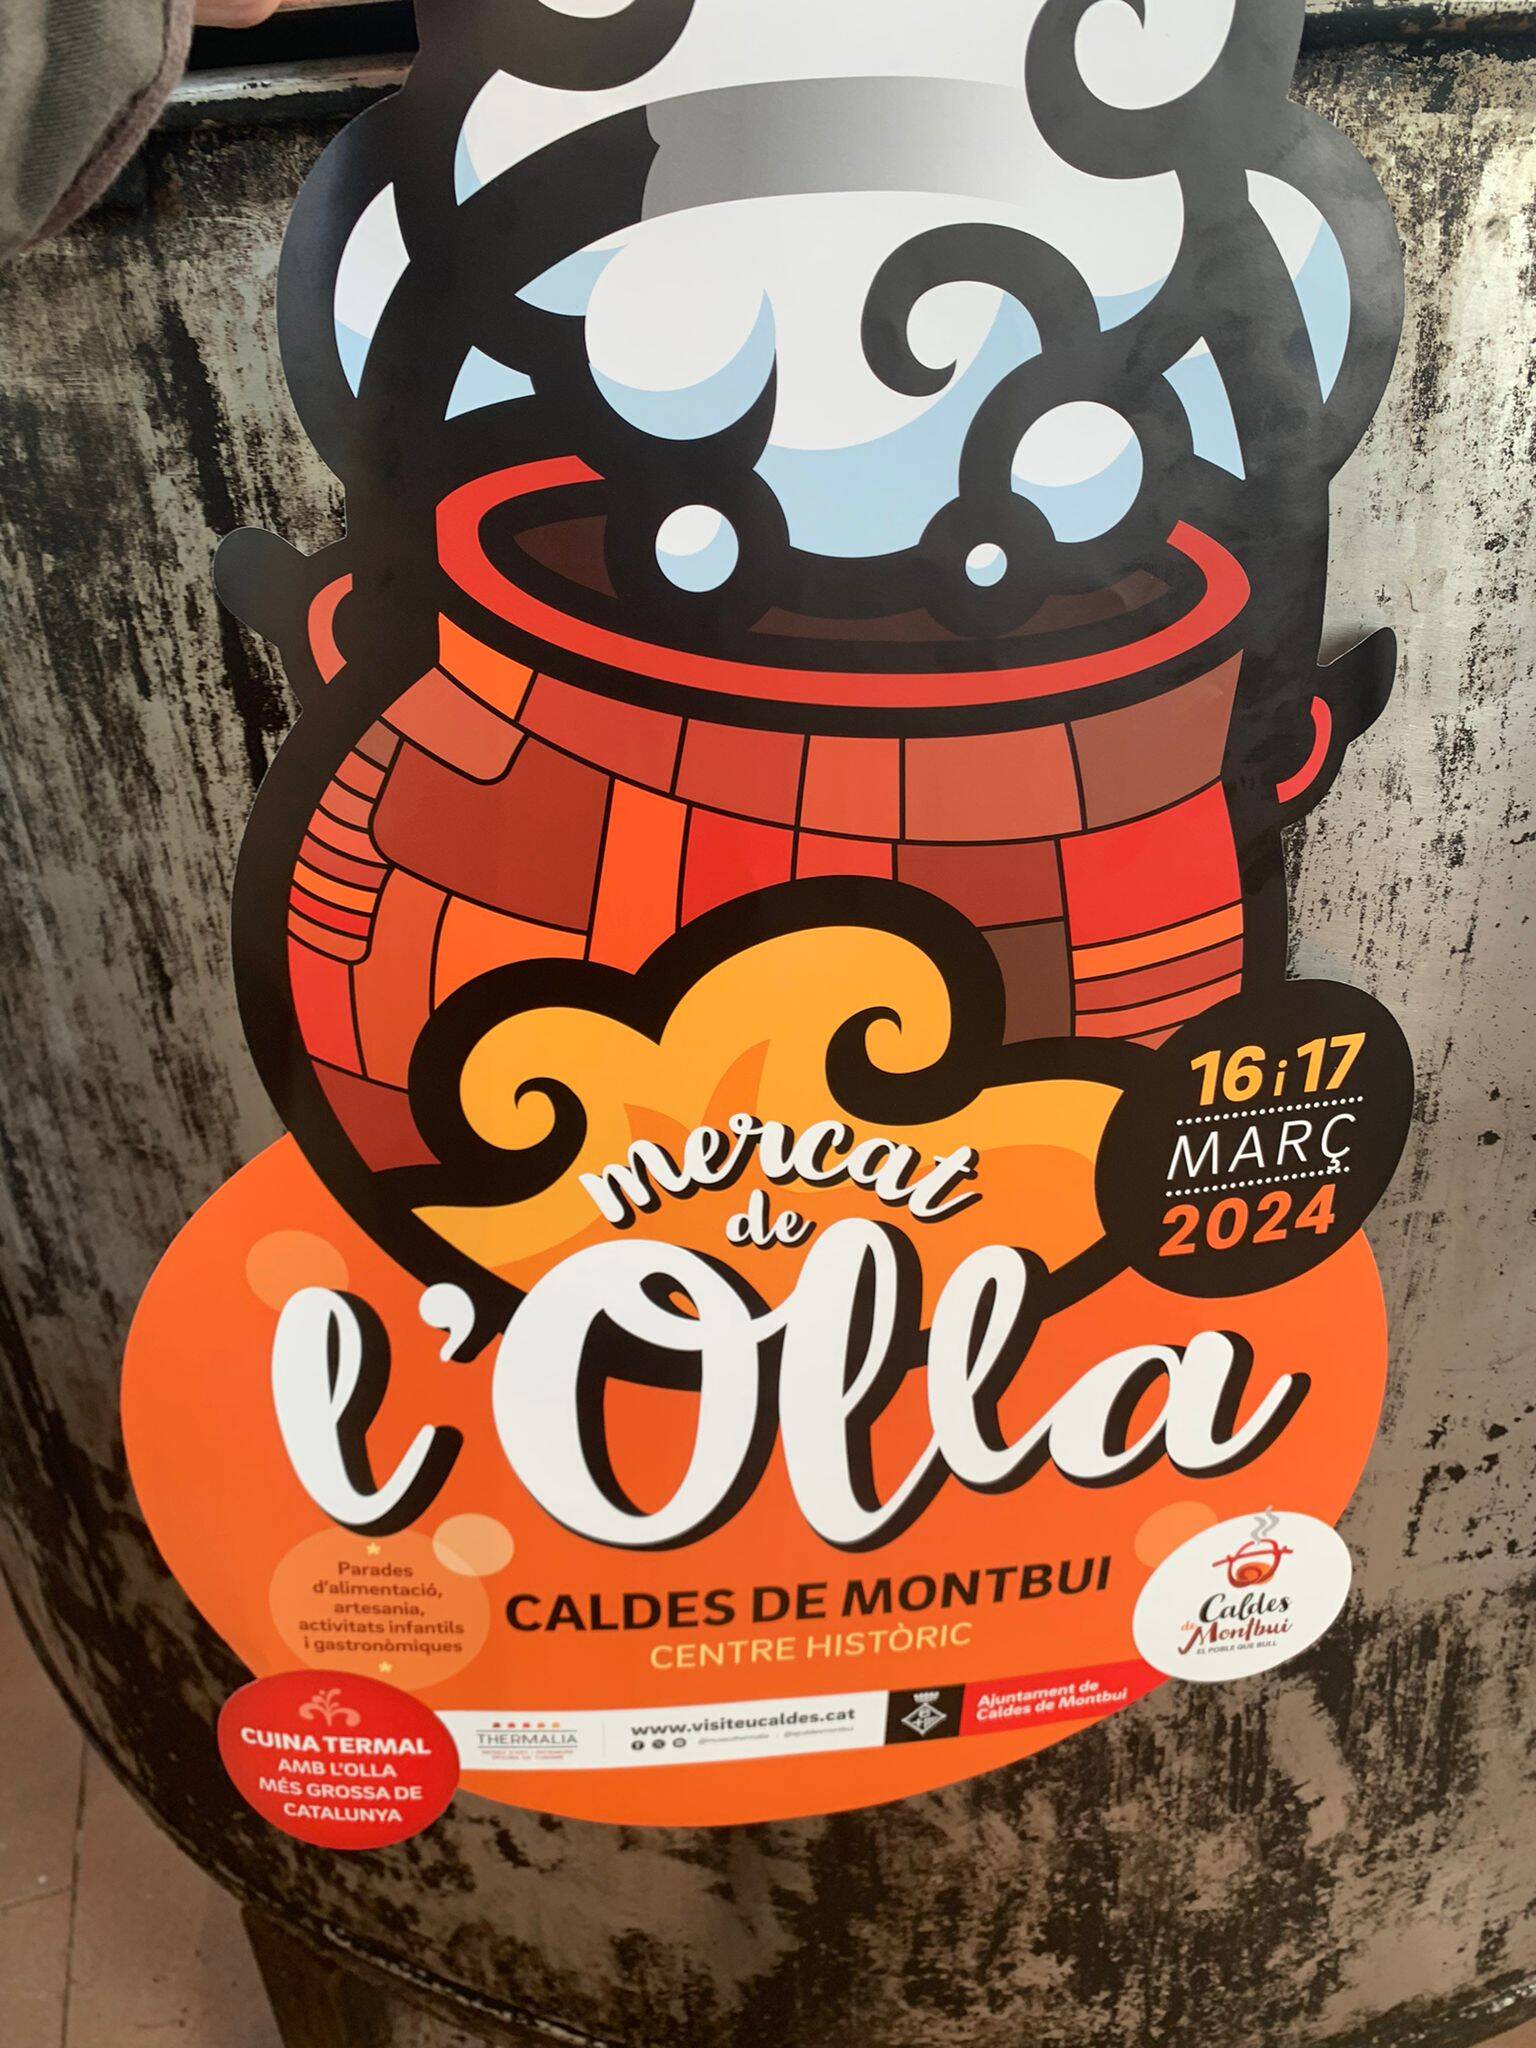 16 i 17
MARÇ
2024
mercat
de
l'Olla
Parades
d'alimentació,
artesania,
activitats infantils
i gastronòmiques
CALDES DE MONTBUI
CENTRE HISTÒRIC
Caldes
de Montbui
EL POBLE QUE BULL
CUINA TERMAL
AMB L'OLLA
MÉS GROSSA DE
CATALUNYA
THERMALIA
www.visiteucaldes.cat
Ajuntament de
Caldes de Montbui